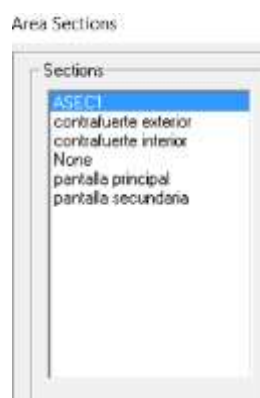 Area Sections
Sections
ASEC1
contrafuerte exterior
contrafuerte interior
None
pantalla principal
pantalla secundaria